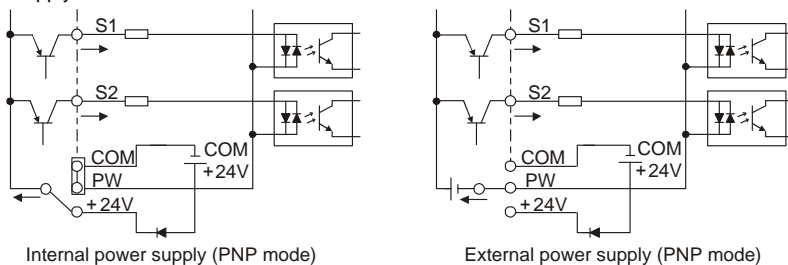 S1
S2
COM
COM
+24V
PW
+24V
Internal power supply (PNP mode)
S1
S2
COM
COM
+24V
PW
+24V
External power supply (PNP mode)